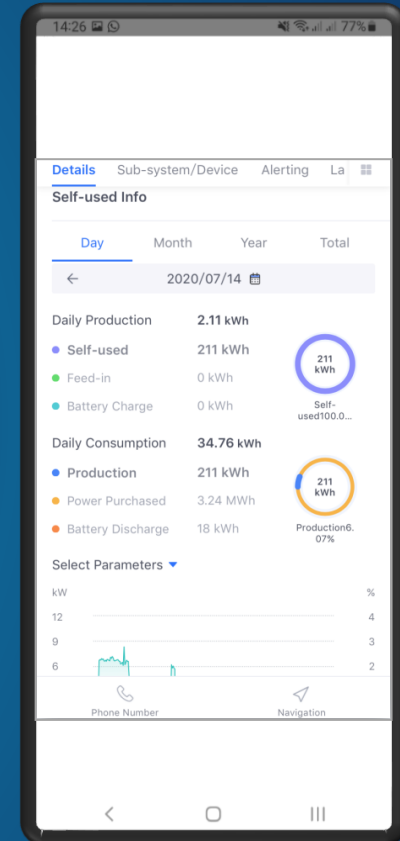 14:26 77%
Details Sub-system/Device Alerting La
Self-used Info
Day Month Year Total
2020/07/14
Daily Production 2.11 kWh
Self-used 211 kWh
Feed-in 0 kWh
Battery Charge 0 kWh
211
kWh
Self-
used100.0...
Daily Consumption 34.76 kWh
Production 211 kWh
Power Purchased 3.24 MWh
Battery Discharge 18 kWh
211
kWh
Production6.
07%
Select Parameters
kW %
12 4
9 3
6 2
Phone Number Navigation